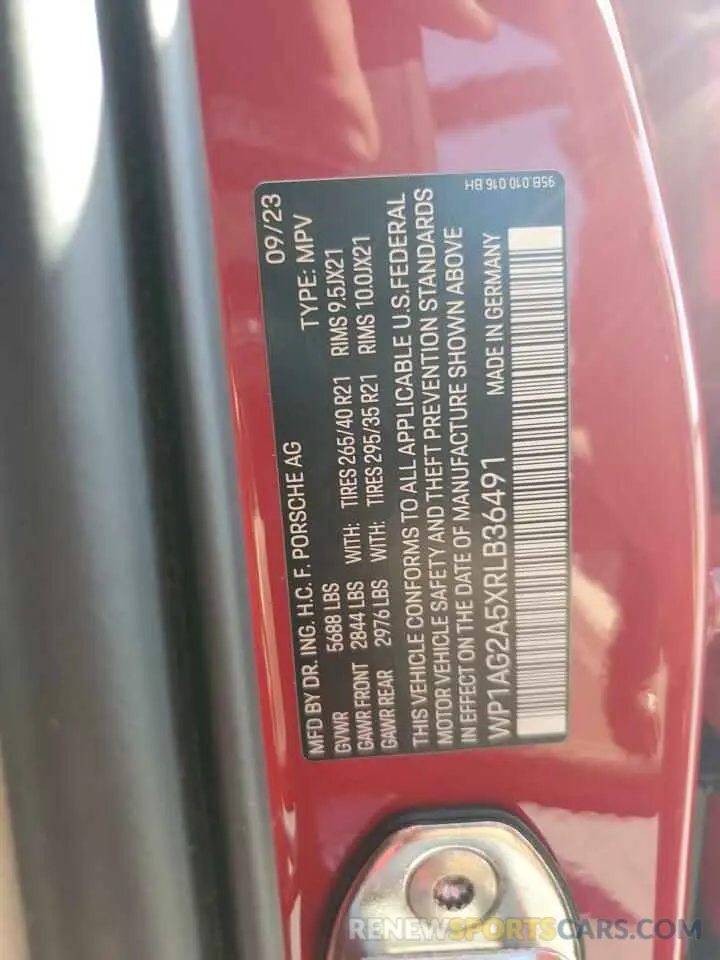 95B.010.016.BH
MFD BY DR. ING. H.C. F. PORSCHE AG 09/23
GVWR 5688 LBS TYPE: MPV
GAWR FRONT 2844 LBS WITH: TIRES 265/40 R21 RIMS 9.5JX21
GAWR REAR 2976 LBS WITH: TIRES 295/35 R21 RIMS 10.0JX21
THIS VEHICLE CONFORMS TO ALL APPLICABLE U.S.FEDERAL
MOTOR VEHICLE SAFETY AND THEFT PREVENTION STANDARDS
IN EFFECT ON THE DATE OF MANUFACTURE SHOWN ABOVE
WP1AG2A5XRLB36491 MADE IN GERMANY
RENEWSPORTSCARS.COM